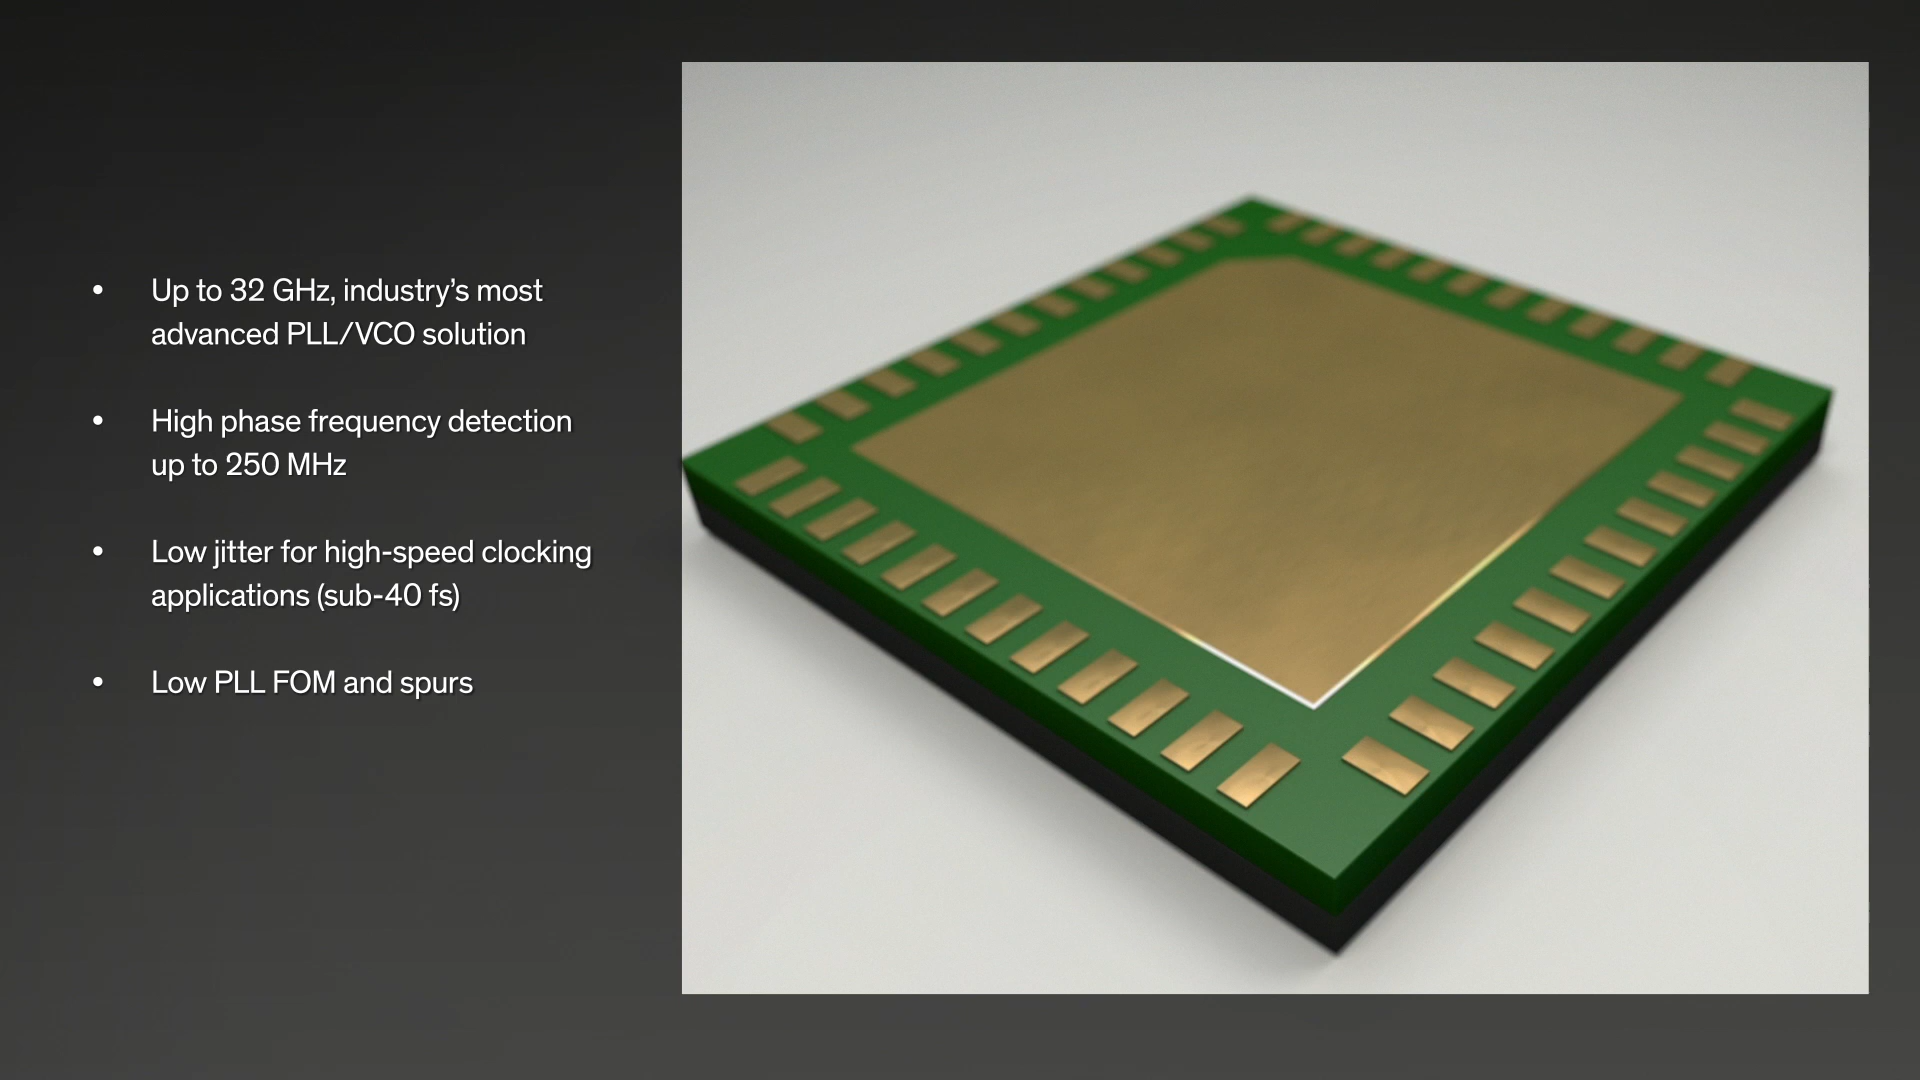 • Up to 32 GHz, industry’s most
advanced PLL/VCO solution
• High phase frequency detection
up to 250 MHz
• Low jitter for high-speed clocking
applications (sub-40 fs)
• Low PLL FOM and spurs